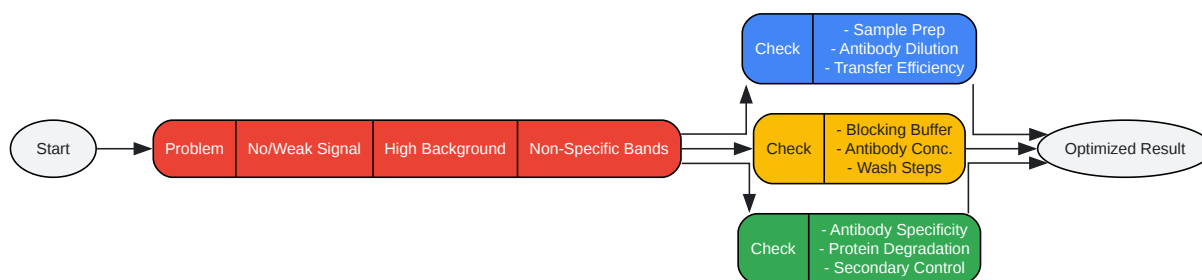 Start
Problem
No/Weak Signal
High Background
Non-Specific Bands
Check
- Sample Prep
- Antibody Dilution
- Transfer Efficiency
Check
- Blocking Buffer
- Antibody Conc.
- Wash Steps
Check
- Antibody Specificity
- Protein Degradation
- Secondary Control
Optimized Result